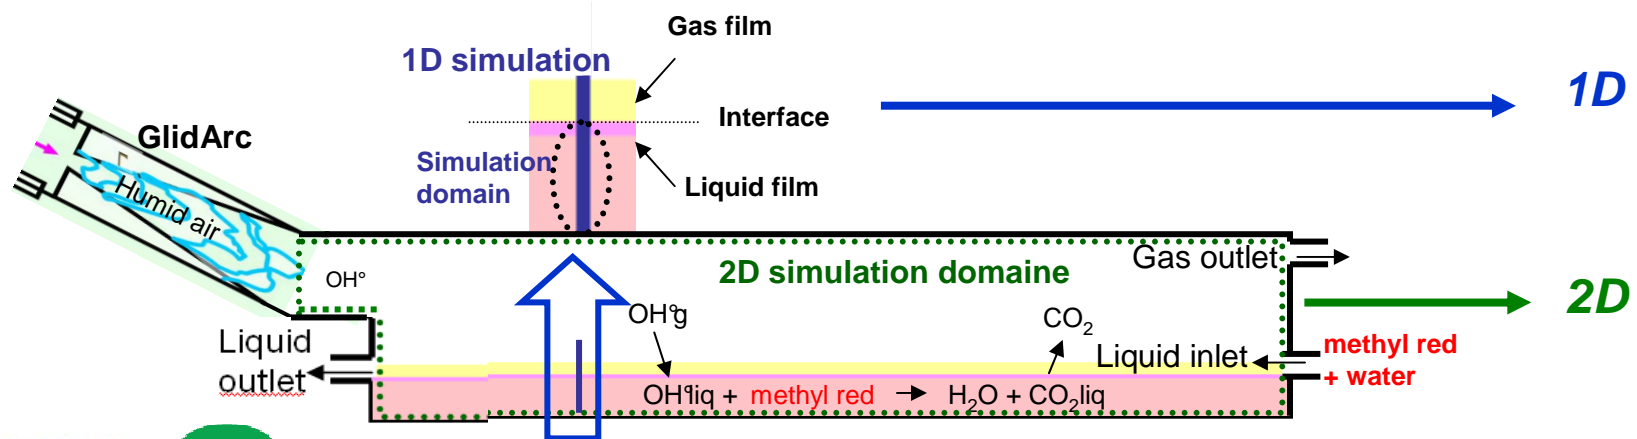 Gas film
1D simulation
1D
Interface
GlidArc
Simulation
domain
Liquid film
Humid air
Gas outlet
2D simulation domaine
OH°
2D
OH°g
CO2
Liquid
outlet
Liquid inlet
methyl red
+ water
OH°liq + methyl red → H2O + CO2liq